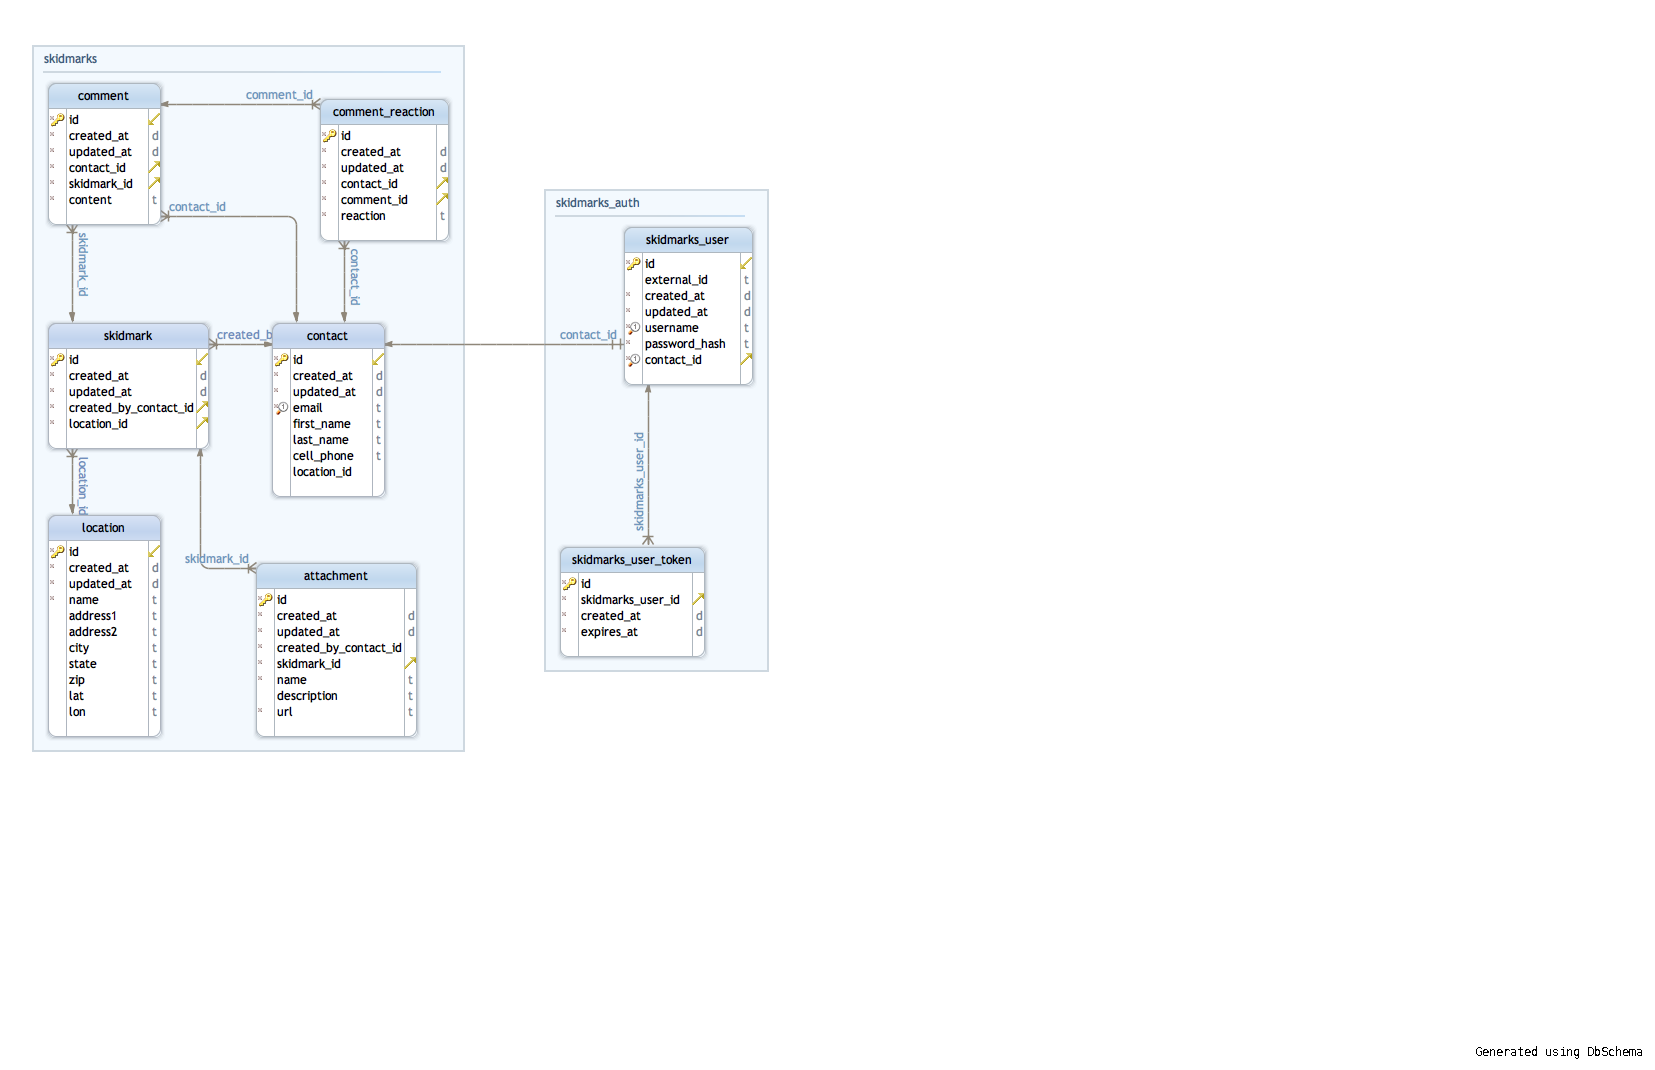 skidmarks
comment
id
created_at d
updated_at d
contact_id
skidmark_id
content t
comment_id
comment_reaction
id
created_at d
updated_at d
contact_id
comment_id
reaction t
contact_id
skidmark_id
contact_id
skidmark
id
created_at d
updated_at d
created_by_contact_id
location_id
created_b
contact
id
created_at d
updated_at d
email t
first_name t
last_name t
cell_phone t
location_id
location_id
location
id
created_at d
updated_at d
name t
address1 t
address2 t
city t
state t
zip t
lat t
lon t
skidmark_id
attachment
id
created_at d
updated_at d
created_by_contact_id
skidmark_id
name t
description t
url t
skidmarks_auth
skidmarks_user
id
external_id t
created_at d
updated_at d
username t
password_hash t
contact_id
contact_id
skidmarks_user_id
skidmarks_user_token
id
skidmarks_user_id
created_at d
expires_at d
Generated using DbSchema